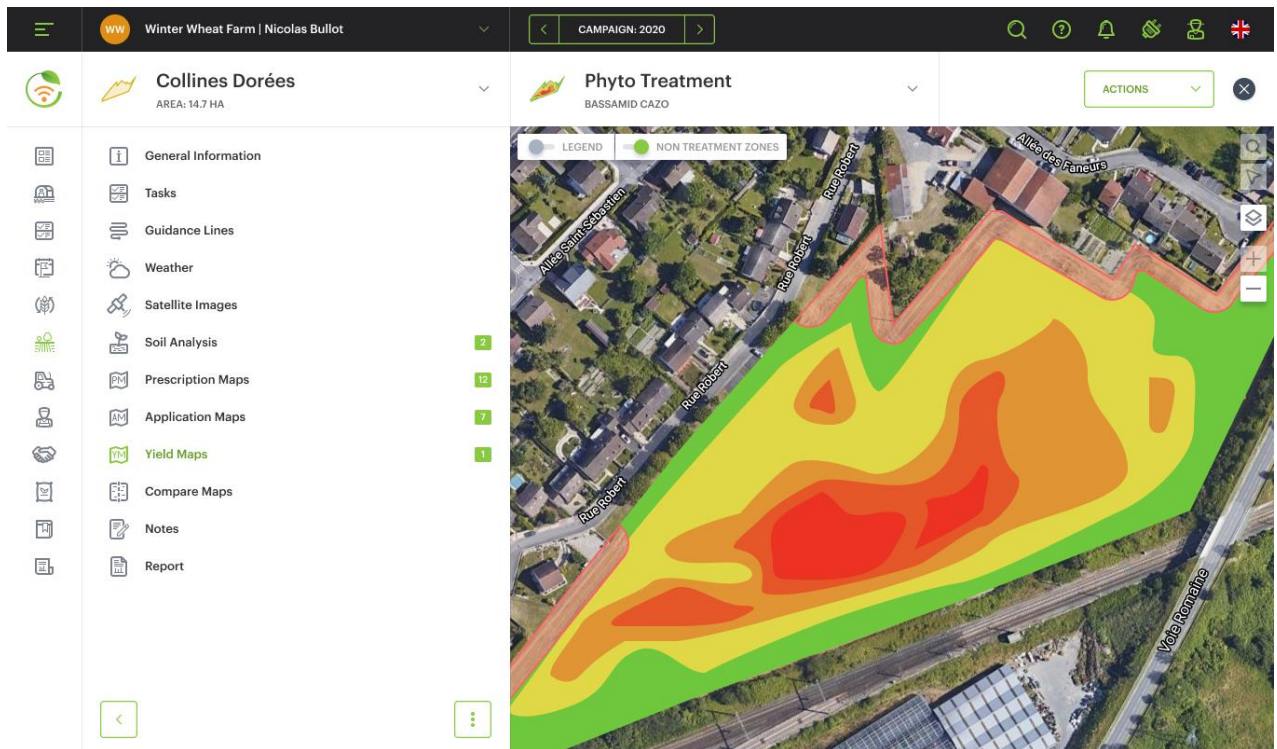 WW
Winter Wheat Farm | Nicolas Bullot
CAMPAIGN: 2020
Collines Dorées
AREA: 14.7 HA
Phyto Treatment
BASSAMID CAZO
ACTIONS
General Information
Tasks
Guidance Lines
Weather
Satellite Images
Soil Analysis 2
PM Prescription Maps 12
AM Application Maps 7
YM Yield Maps 1
Compare Maps
Notes
Report
LEGEND
NON TREATMENT ZONES
Allée des Faneurs
Rue Robert
Allée Saint-Sébastien
Rue Robert
Rue Robert
Rue Robert
Voie Romaine